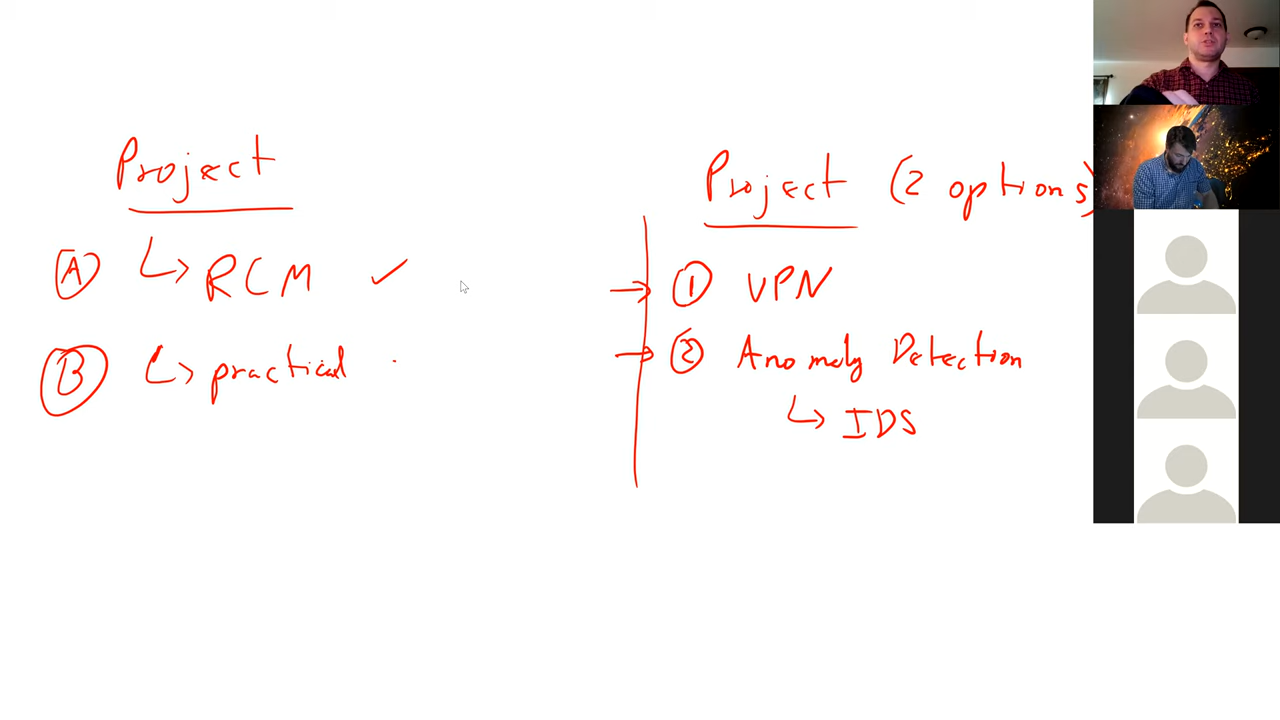 Project
A ↳ RCM ✓
B ↳ practical
Project (2 options)
→ 1 VPN
→ 2 Anomaly Detection
↳ IDS